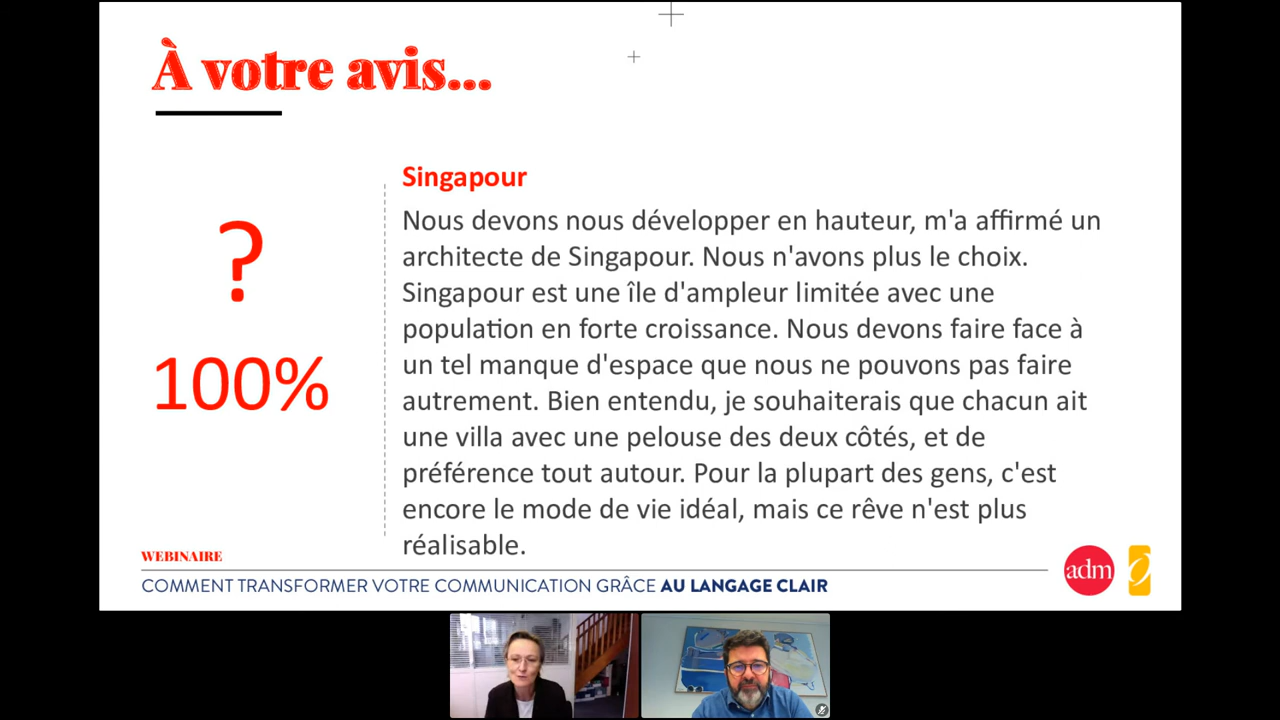 À votre avis...
?
100%
Singapour
Nous devons nous développer en hauteur, m'a affirmé un
architecte de Singapour. Nous n'avons plus le choix.
Singapour est une île d'ampleur limitée avec une
population en forte croissance. Nous devons faire face à
un tel manque d'espace que nous ne pouvons pas faire
autrement. Bien entendu, je souhaiterais que chacun ait
une villa avec une pelouse des deux côtés, et de
préférence tout autour. Pour la plupart des gens, c'est
encore le mode de vie idéal, mais ce rêve n'est plus
réalisable.
WEBINAIRE
COMMENT TRANSFORMER VOTRE COMMUNICATION GRÂCE AU LANGAGE CLAIR
adm